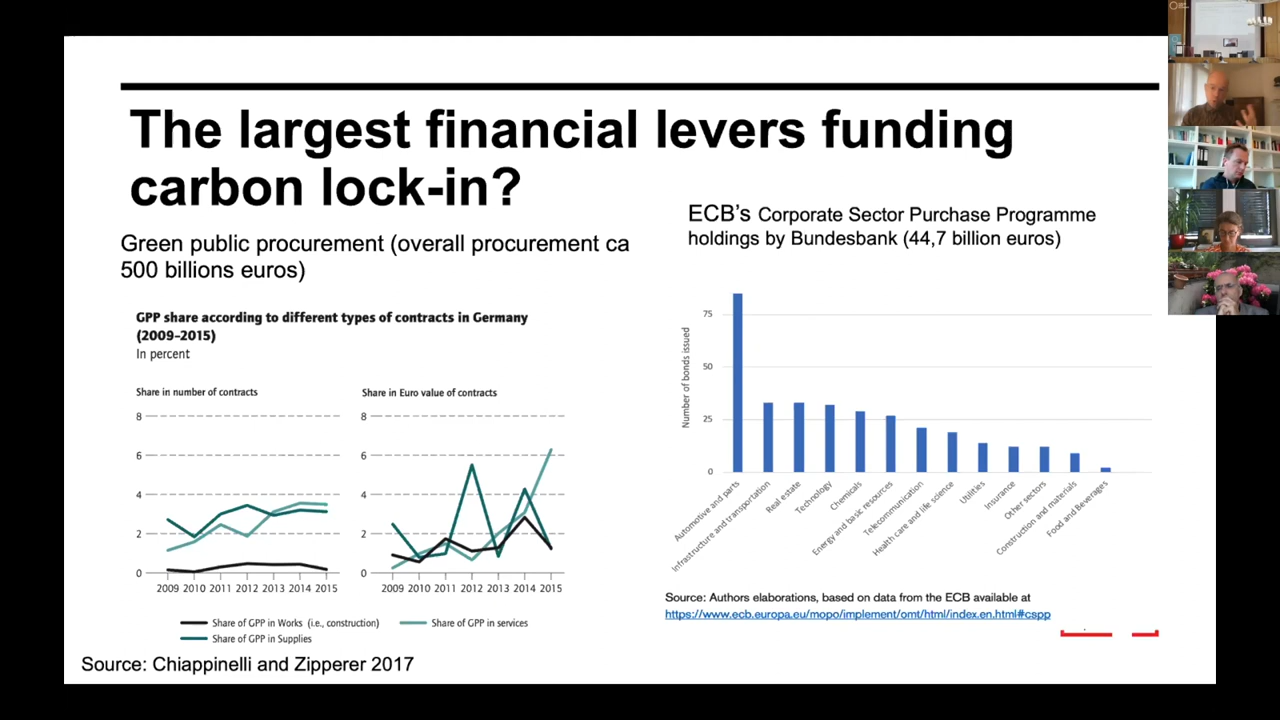 The largest financial levers funding
carbon lock-in?
Green public procurement (overall procurement ca
500 billions euros)
GPP share according to different types of contracts in Germany
(2009–2015)
In percent
Share in number of contracts
8
6
4
2
0
2009 2010 2011 2012 2013 2014 2015
Share in Euro value of contracts
8
6
4
2
0
2009 2010 2011 2012 2013 2014 2015
Share of GPP in Works (i.e., construction)
Share of GPP in services
Share of GPP in Supplies
Source: Chiappinelli and Zipperer 2017
ECB's Corporate Sector Purchase Programme
holdings by Bundesbank (44,7 billion euros)
Number of bonds issued
75
50
25
0
Automotive and parts
Infrastructure and transportation
Real estate
Technology
Chemicals
Energy and basic resources
Telecommunication
Health care and life science
Utilities
Insurance
Other sectors
Construction and materials
Food and Beverages
Source: Authors elaborations, based on data from the ECB available at
https://www.ecb.europa.eu/mopo/implement/omt/html/index.en.html#cspp